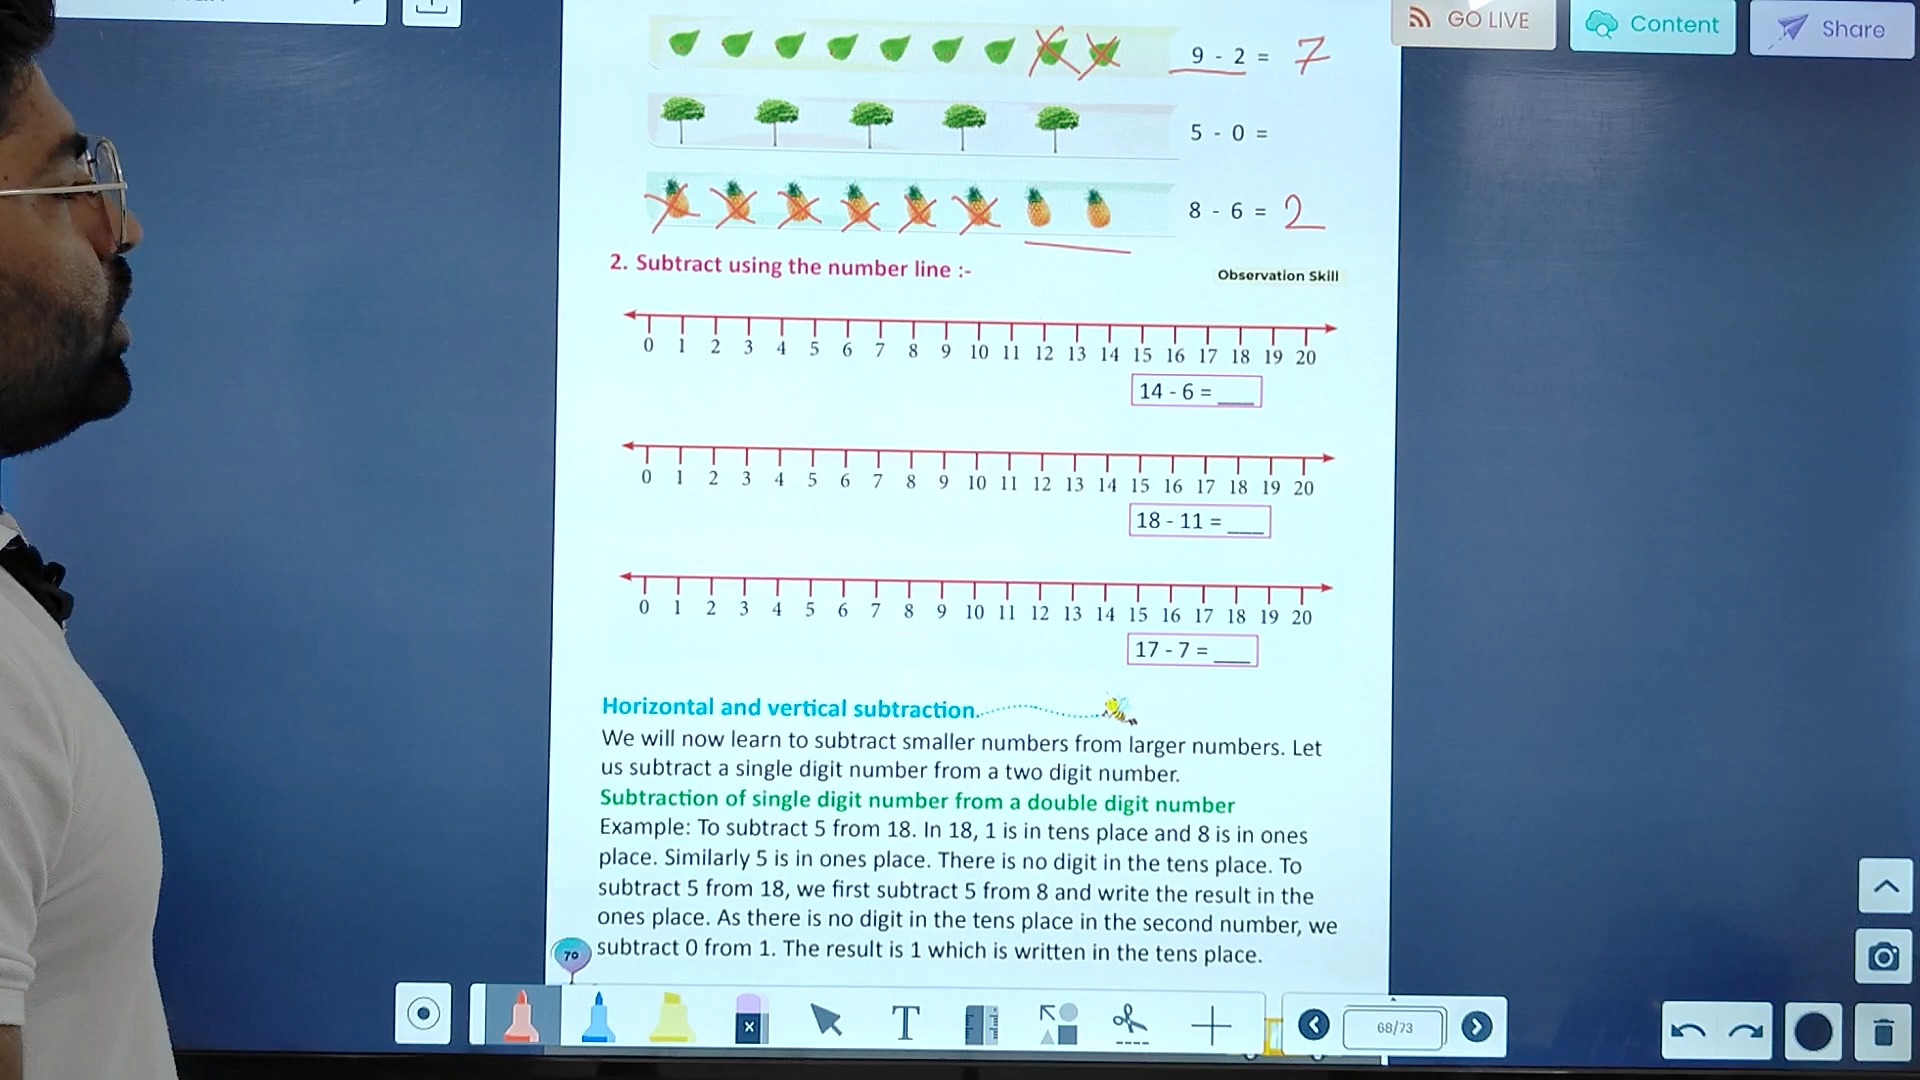 GO LIVE
Content
Share
9 - 2 = 7
5 - 0 =
8 - 6 = 2
2. Subtract using the number line :-
Observation Skill
0 1 2 3 4 5 6 7 8 9 10 11 12 13 14 15 16 17 18 19 20
14 - 6 = ___
0 1 2 3 4 5 6 7 8 9 10 11 12 13 14 15 16 17 18 19 20
18 - 11 = ___
0 1 2 3 4 5 6 7 8 9 10 11 12 13 14 15 16 17 18 19 20
17 - 7 = ___
Horizontal and vertical subtraction.
We will now learn to subtract smaller numbers from larger numbers. Let
us subtract a single digit number from a two digit number.
Subtraction of single digit number from a double digit number
Example: To subtract 5 from 18. In 18, 1 is in tens place and 8 is in ones
place. Similarly 5 is in ones place. There is no digit in the tens place. To
subtract 5 from 18, we first subtract 5 from 8 and write the result in the
ones place. As there is no digit in the tens place in the second number, we
70 subtract 0 from 1. The result is 1 which is written in the tens place.
T
68/73